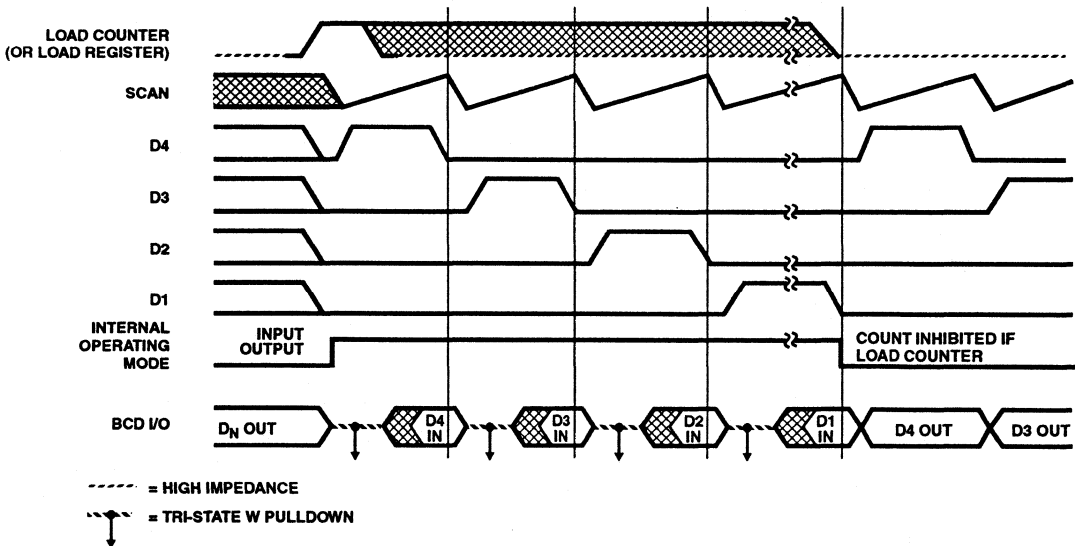 LOAD COUNTER
(OR LOAD REGISTER)
SCAN
D4
D3
D2
D1
INTERNAL
OPERATING
MODE
INPUT
OUTPUT
COUNT INHIBITED IF
LOAD COUNTER
BCD I/O
DN OUT
D4
IN
D3
IN
D2
IN
D1
IN
D4 OUT
D3 OUT
= HIGH IMPEDANCE
= TRI-STATE W PULLDOWN